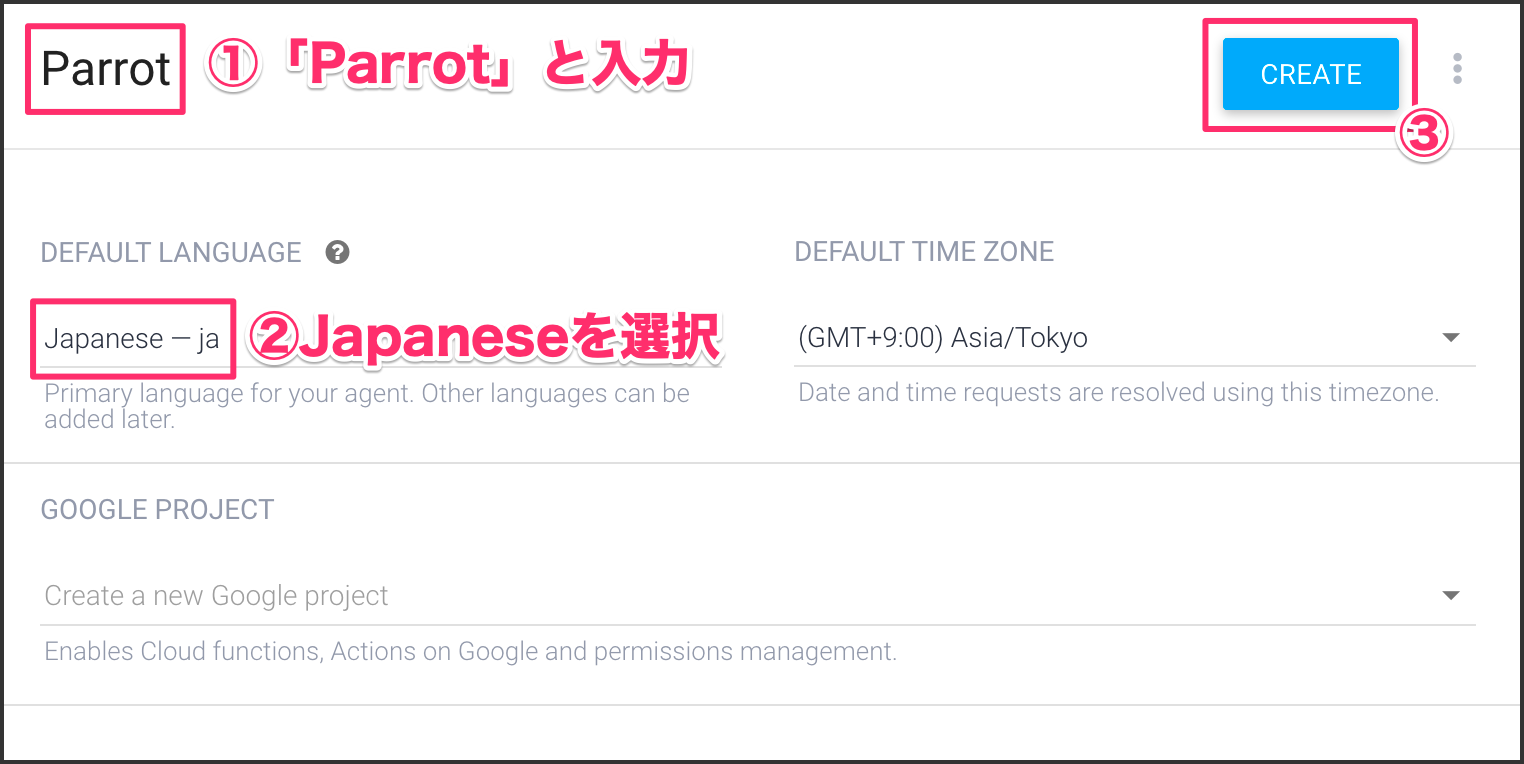 Parrot ①「Parrot」と入力
CREATE
③
DEFAULT LANGUAGE ?
Japanese — ja ②Japaneseを選択
Primary language for your agent. Other languages can be
added later.
DEFAULT TIME ZONE
(GMT+9:00) Asia/Tokyo
Date and time requests are resolved using this timezone.
GOOGLE PROJECT
Create a new Google project
Enables Cloud functions, Actions on Google and permissions management.